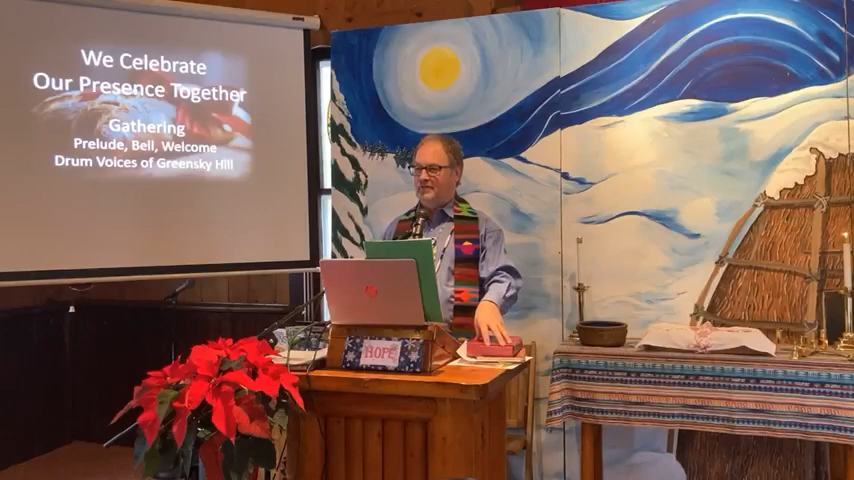 We Celebrate
Our Presence Together
Gathering
Prelude, Bell, Welcome
Drum Voices of Greensky Hill
HOPE